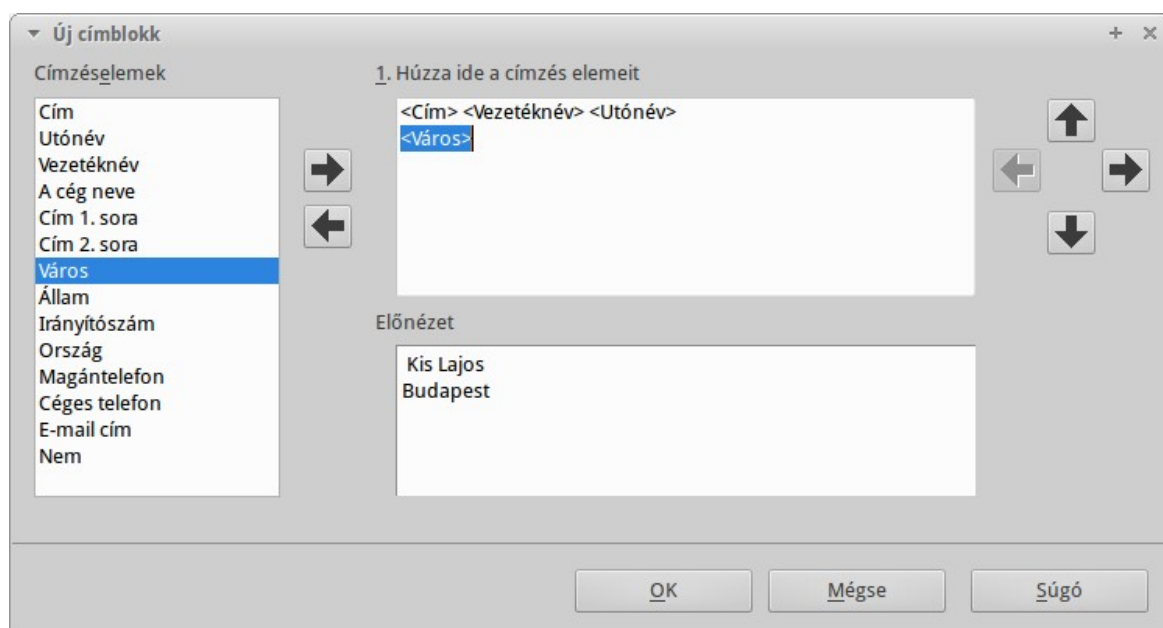 Új címblokk
Címzéselemek
Cím
Utónév
Vezetéknév
A cég neve
Cím 1. sora
Cím 2. sora
Város
Állam
Irányítószám
Ország
Magántelefon
Céges telefon
E-mail cím
Nem
1. Húzza ide a címzés elemeit
<Cím> <Vezetéknév> <Utónév>
<Város>
Előnézet
Kis Lajos
Budapest
OK
Mégse
Súgó